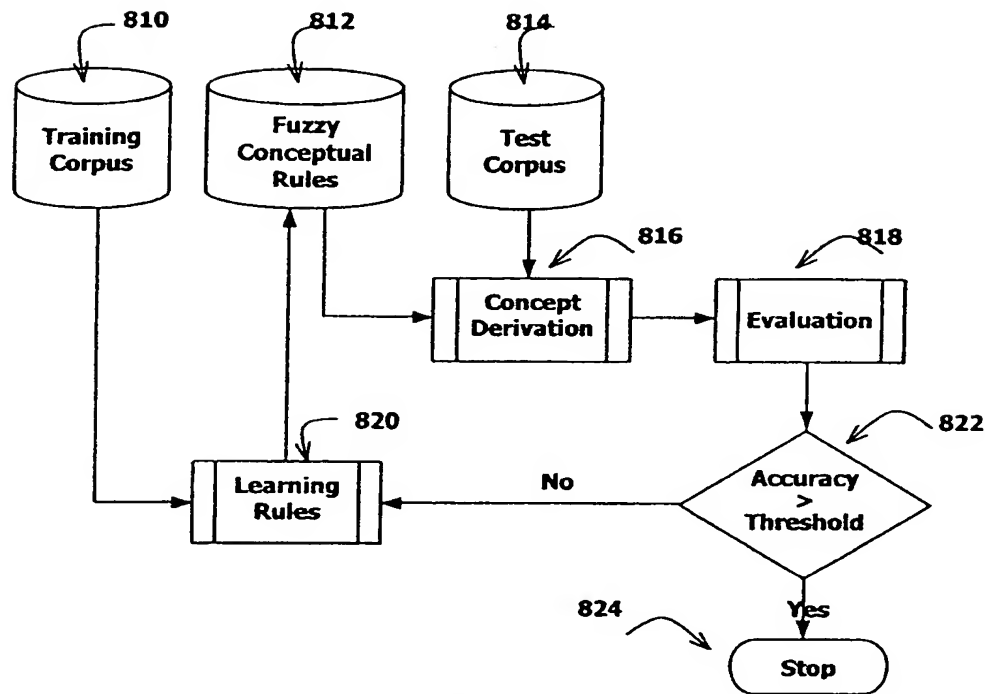 810
812
814
Training
Corpus
Fuzzy
Conceptual
Rules
Test
Corpus
816
818
Concept
Derivation
Evaluation
820
822
Learning
Rules
No
Accuracy
>
Threshold
824
Yes
Stop